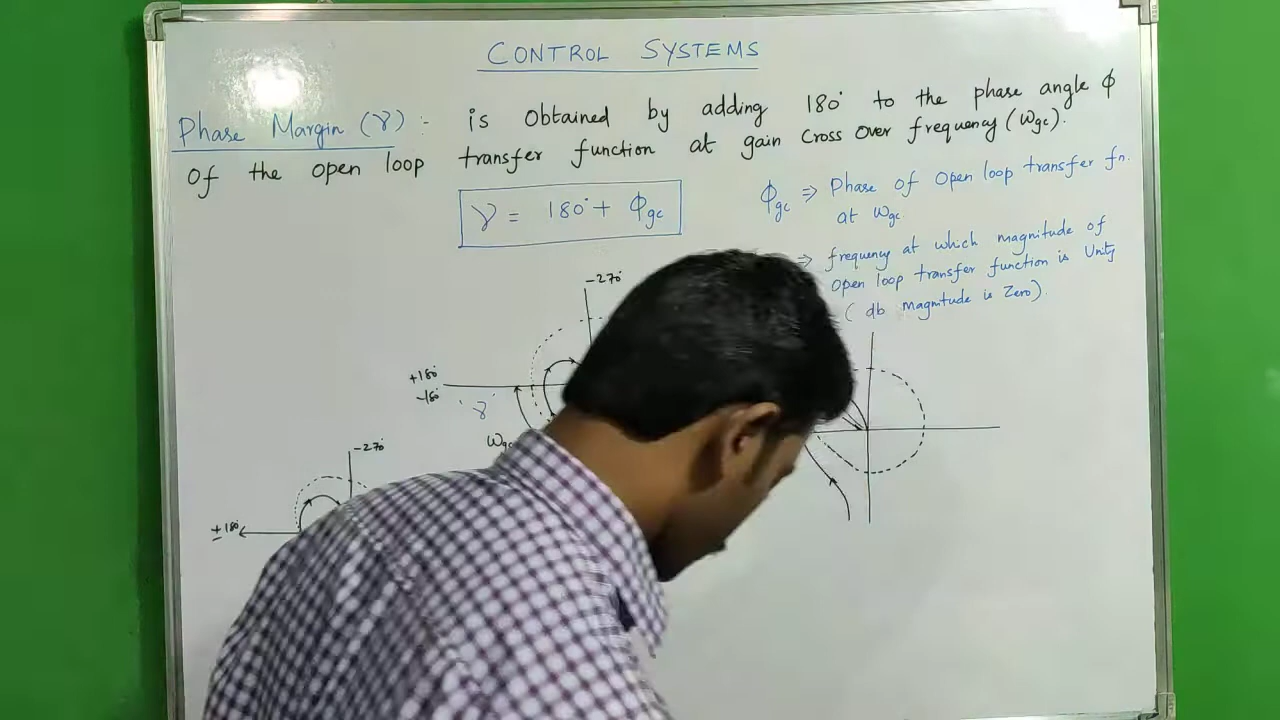 CONTROL SYSTEMS
Phase Margin (γ) :- is obtained by adding 180° to the phase angle ϕ
of the open loop transfer function at gain cross over frequency (ωgc).
γ = 180° + ϕgc
ϕgc ⇒ Phase of open loop transfer fn.
at ωgc
⇒ frequency at which magnitude of
open loop transfer function is Unity
( db magnitude is Zero)
-270°
+180°
-180
γ
ωgc
-270°
± 180°